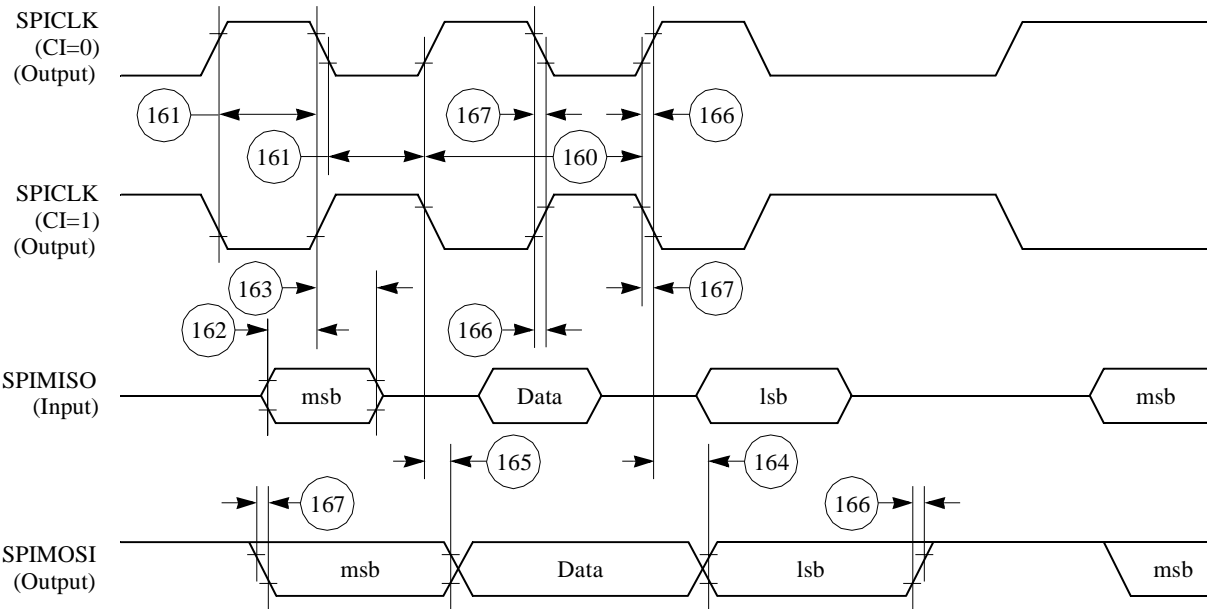 SPICLK
(CI=0)
(Output)
161
167
166
161
160
SPICLK
(CI=1)
(Output)
163
167
162
166
SPIMISO
(Input)
msb
Data
lsb
msb
165
164
167
166
SPIMOSI
(Output)
msb
Data
lsb
msb